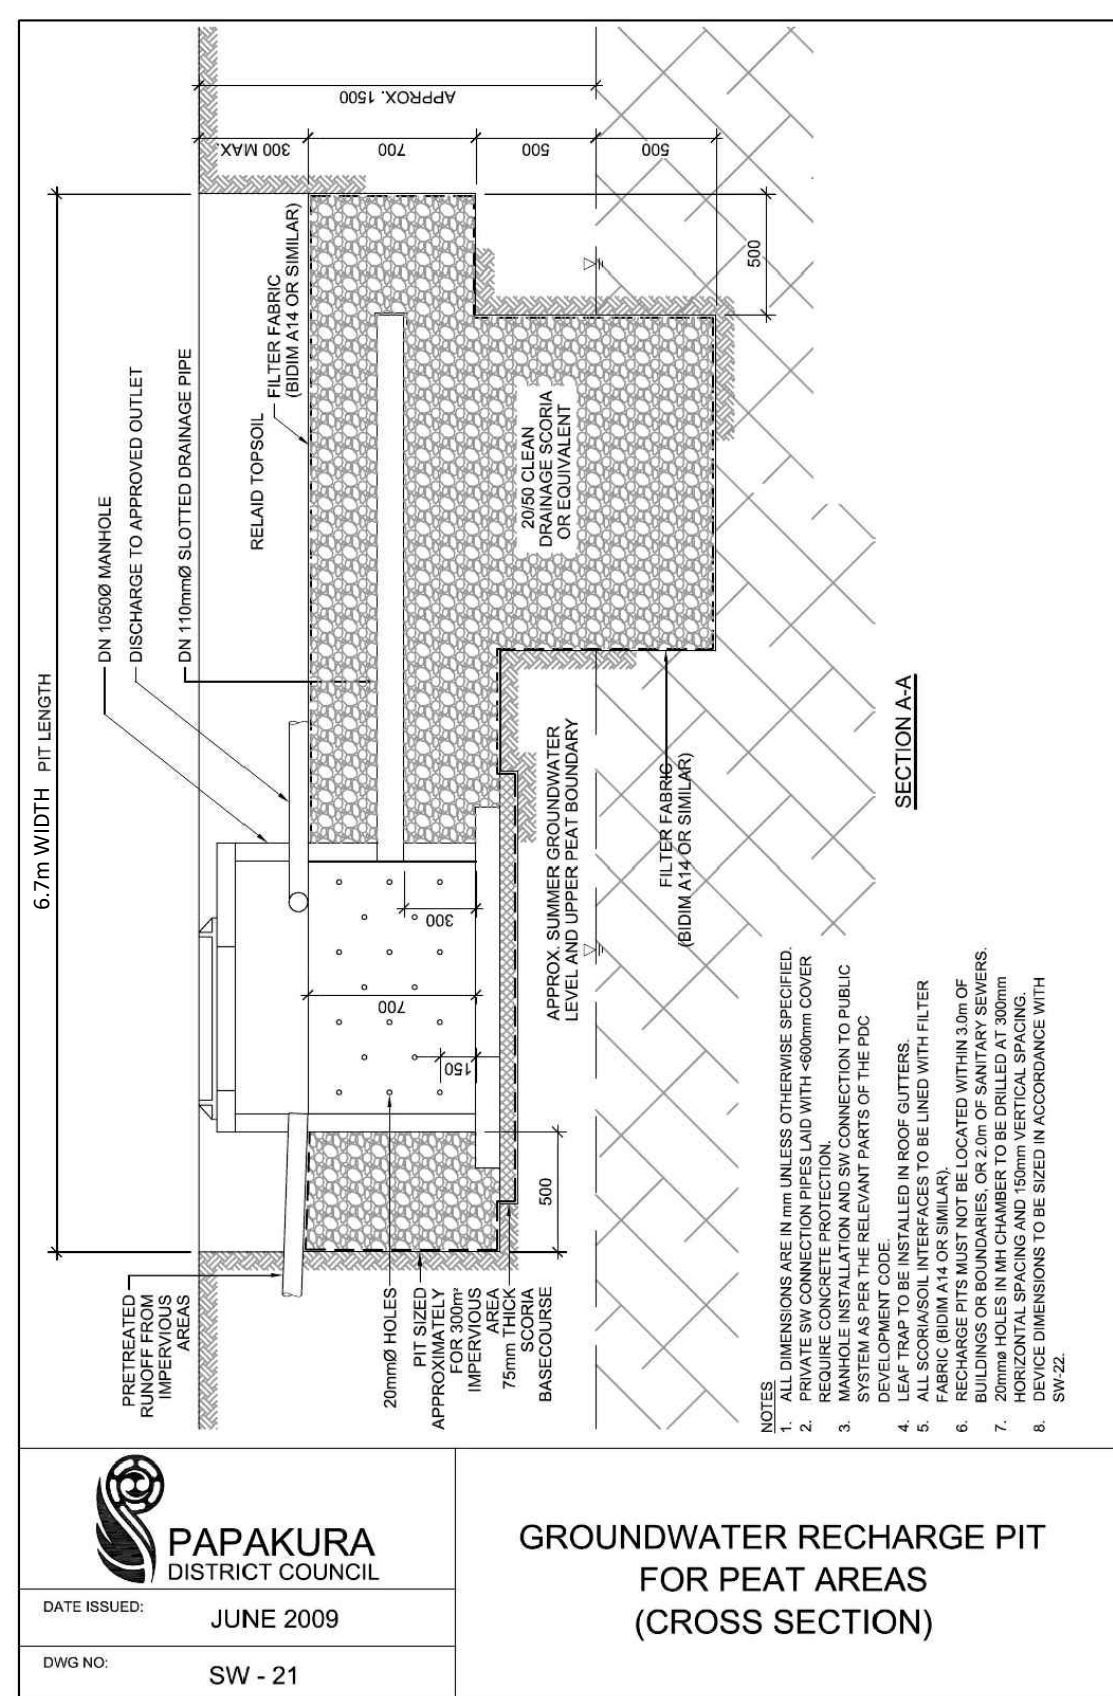 6.7m WIDTH PIT LENGTH
DN 1050Ø MANHOLE
DISCHARGE TO APPROVED OUTLET
DN 110mmØ SLOTTED DRAINAGE PIPE
RELAID TOPSOIL
FILTER FABRIC
(BIDIM A14 OR SIMILAR)
APPROX. 1500
300 MAX.
700
500
500
500
20/50 CLEAN
DRAINAGE SCORIA
OR EQUIVALENT
300
700
150
500
APPROX. SUMMER GROUNDWATER
LEVEL AND UPPER PEAT BOUNDARY
FILTER FABRIC
(BIDIM A14 OR SIMILAR)
PRETREATED
RUNOFF FROM
IMPERVIOUS
AREAS
20mmØ HOLES
PIT SIZED
APPROXIMATELY
FOR 300m²
IMPERVIOUS
AREA
75mm THICK
SCORIA
BASECOURSE
SECTION A-A
NOTES
1. ALL DIMENSIONS ARE IN mm UNLESS OTHERWISE SPECIFIED.
2. PRIVATE SW CONNECTION PIPES LAID WITH <600mm COVER
REQUIRE CONCRETE PROTECTION.
3. MANHOLE INSTALLATION AND SW CONNECTION TO PUBLIC
SYSTEM AS PER THE RELEVANT PARTS OF THE PDC
DEVELOPMENT CODE.
4. LEAF TRAP TO BE INSTALLED IN ROOF GUTTERS.
5. ALL SCORIA/SOIL INTERFACES TO BE LINED WITH FILTER
FABRIC (BIDIM A14 OR SIMILAR).
6. RECHARGE PITS MUST NOT BE LOCATED WITHIN 3.0m OF
BUILDINGS OR BOUNDARIES, OR 2.0m OF SANITARY SEWERS.
7. 20mmø HOLES IN MH CHAMBER TO BE DRILLED AT 300mm
HORIZONTAL SPACING AND 150mm VERTICAL SPACING.
8. DEVICE DIMENSIONS TO BE SIZED IN ACCORDANCE WITH
SW-22.
PAPAKURA
DISTRICT COUNCIL
DATE ISSUED:
JUNE 2009
DWG NO:
SW - 21
GROUNDWATER RECHARGE PIT
FOR PEAT AREAS
(CROSS SECTION)